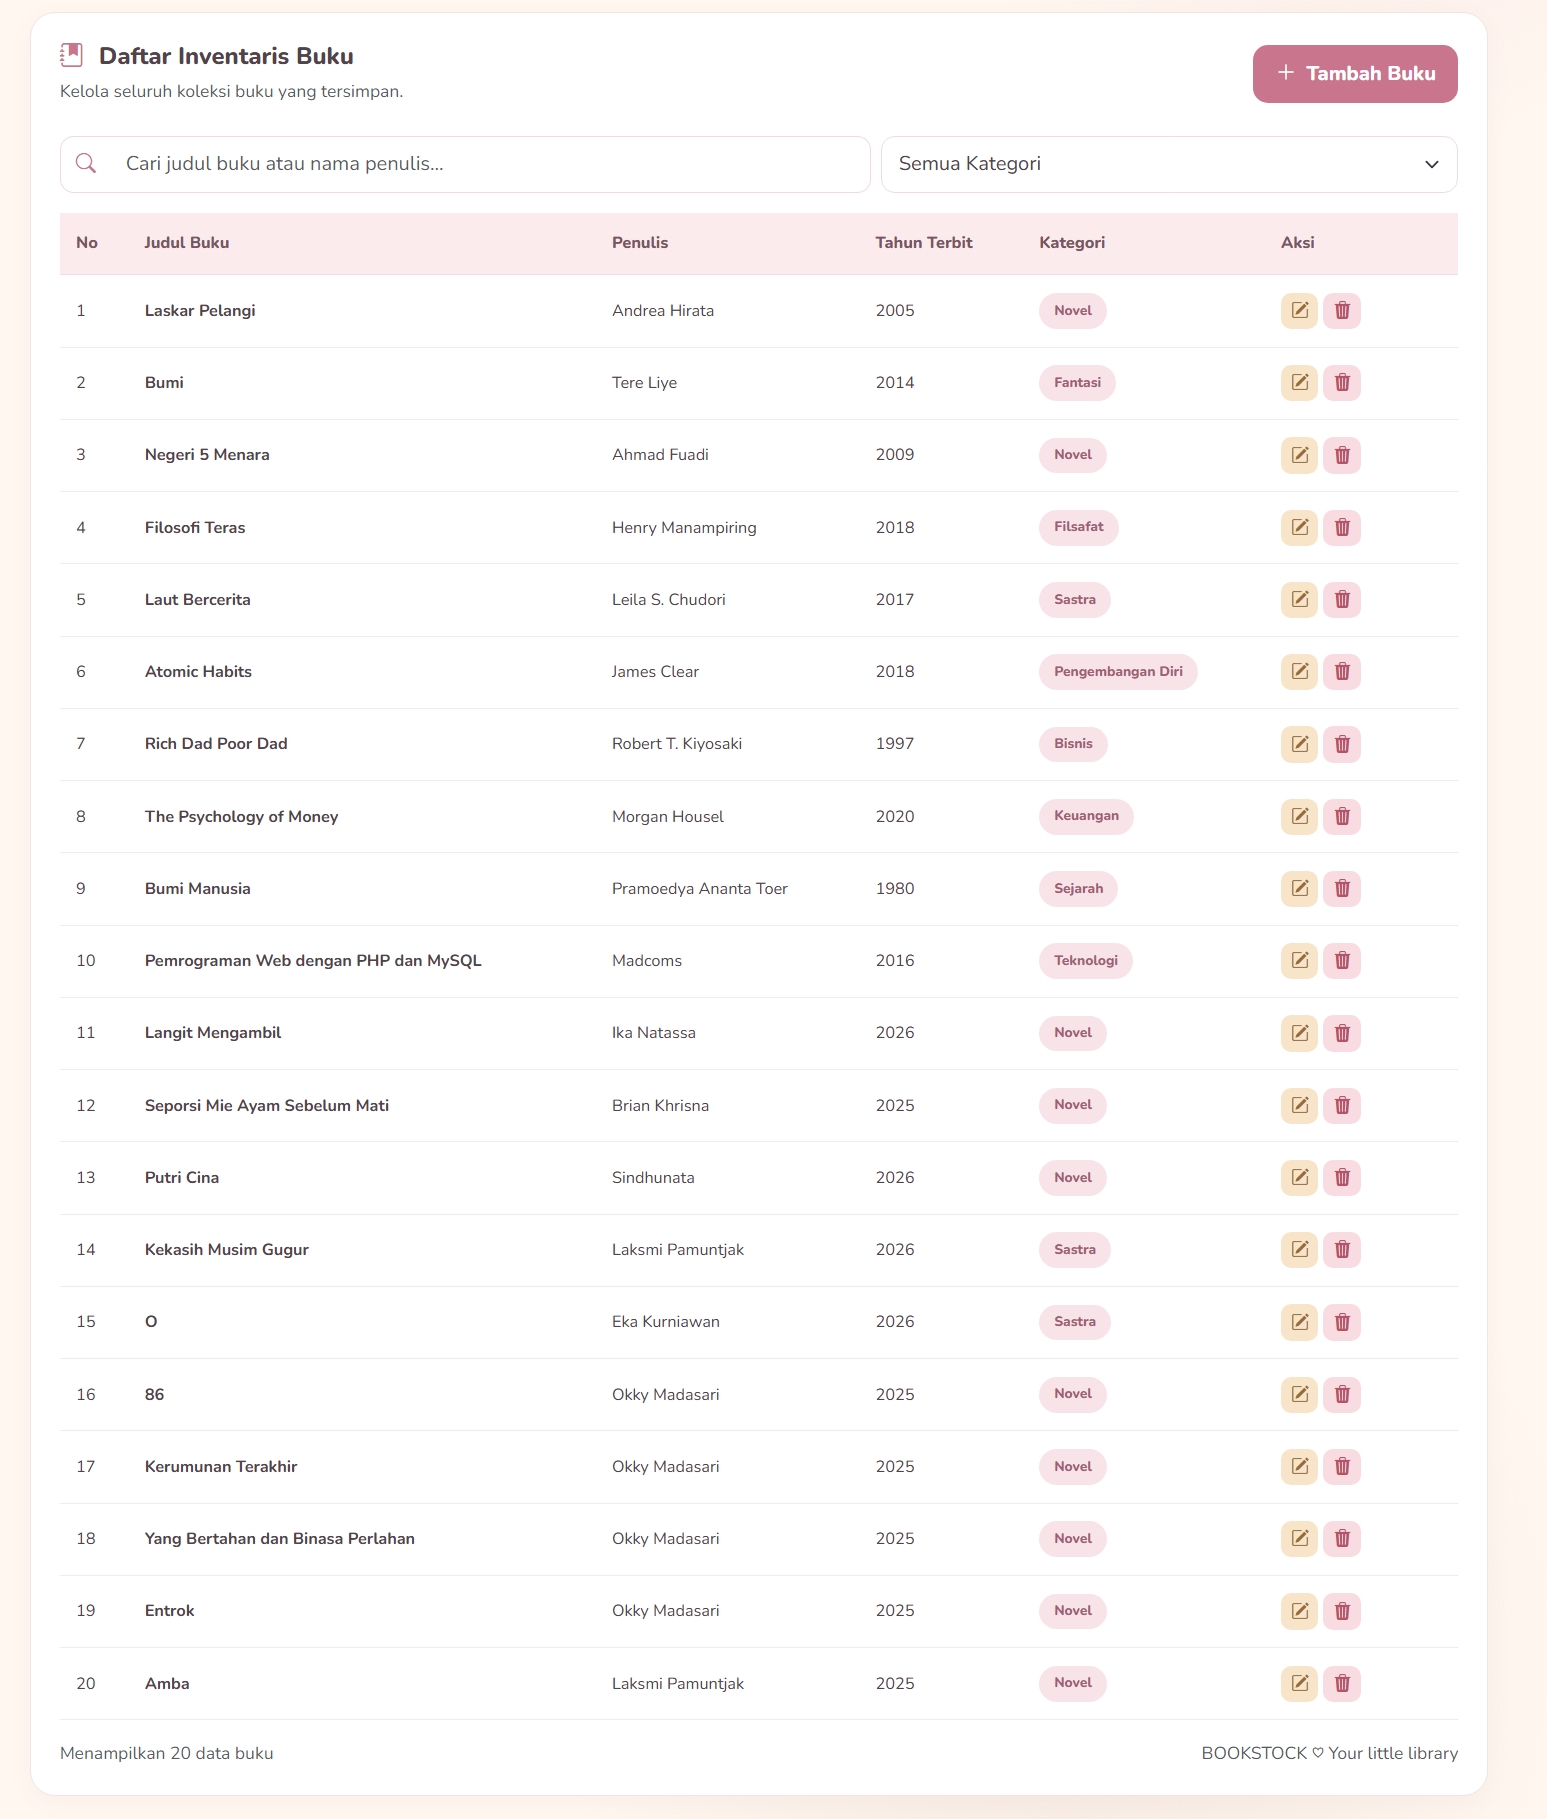 Daftar Inventaris Buku
Kelola seluruh koleksi buku yang tersimpan.
+ Tambah Buku
Cari judul buku atau nama penulis...
Semua Kategori
No Judul Buku Penulis Tahun Terbit Kategori Aksi
1 Laskar Pelangi Andrea Hirata 2005 Novel
2 Bumi Tere Liye 2014 Fantasi
3 Negeri 5 Menara Ahmad Fuadi 2009 Novel
4 Filosofi Teras Henry Manampiring 2018 Filsafat
5 Laut Bercerita Leila S. Chudori 2017 Sastra
6 Atomic Habits James Clear 2018 Pengembangan Diri
7 Rich Dad Poor Dad Robert T. Kiyosaki 1997 Bisnis
8 The Psychology of Money Morgan Housel 2020 Keuangan
9 Bumi Manusia Pramoedya Ananta Toer 1980 Sejarah
10 Pemrograman Web dengan PHP dan MySQL Madcoms 2016 Teknologi
11 Langit Mengambil Ika Natassa 2026 Novel
12 Seporsi Mie Ayam Sebelum Mati Brian Khrisna 2025 Novel
13 Putri Cina Sindhunata 2026 Novel
14 Kekasih Musim Gugur Laksmi Pamuntjak 2026 Sastra
15 O Eka Kurniawan 2026 Sastra
16 86 Okky Madasari 2025 Novel
17 Kerumunan Terakhir Okky Madasari 2025 Novel
18 Yang Bertahan dan Binasa Perlahan Okky Madasari 2025 Novel
19 Entrok Okky Madasari 2025 Novel
20 Amba Laksmi Pamuntjak 2025 Novel
Menampilkan 20 data buku
BOOKSTOCK ♡ Your little library